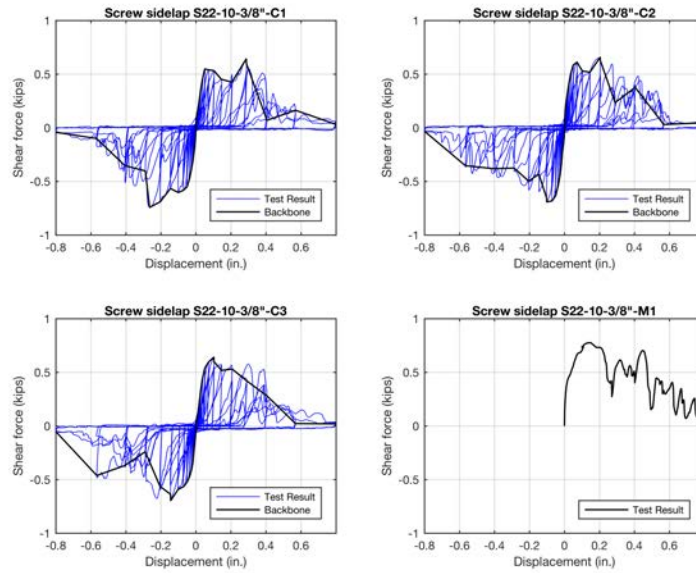 Screw sidelap S22-10-3/8"-C1
1
0.5
0
-0.5
-1
Shear force (kips)
Test Result
Backbone
-0.8 -0.6 -0.4 -0.2 0 0.2 0.4 0.6
Displacement (in.)
Screw sidelap S22-10-3/8"-C2
1
0.5
0
-0.5
-1
Shear force (kips)
Test Result
Backbone
-0.8 -0.6 -0.4 -0.2 0 0.2 0.4 0.6
Displacement (in.)
Screw sidelap S22-10-3/8"-C3
1
0.5
0
-0.5
-1
Shear force (kips)
Test Result
Backbone
-0.8 -0.6 -0.4 -0.2 0 0.2 0.4 0.6
Displacement (in.)
Screw sidelap S22-10-3/8"-M1
1
0.5
0
-0.5
-1
Shear force (kips)
Test Result
-0.8 -0.6 -0.4 -0.2 0 0.2 0.4 0.6
Displacement (in.)